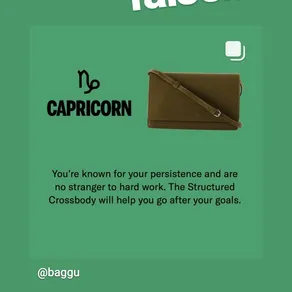 CAPRICORN
You're known for your persistence and are
no stranger to hard work. The Structured
Crossbody will help you go after your goals.
@baggu